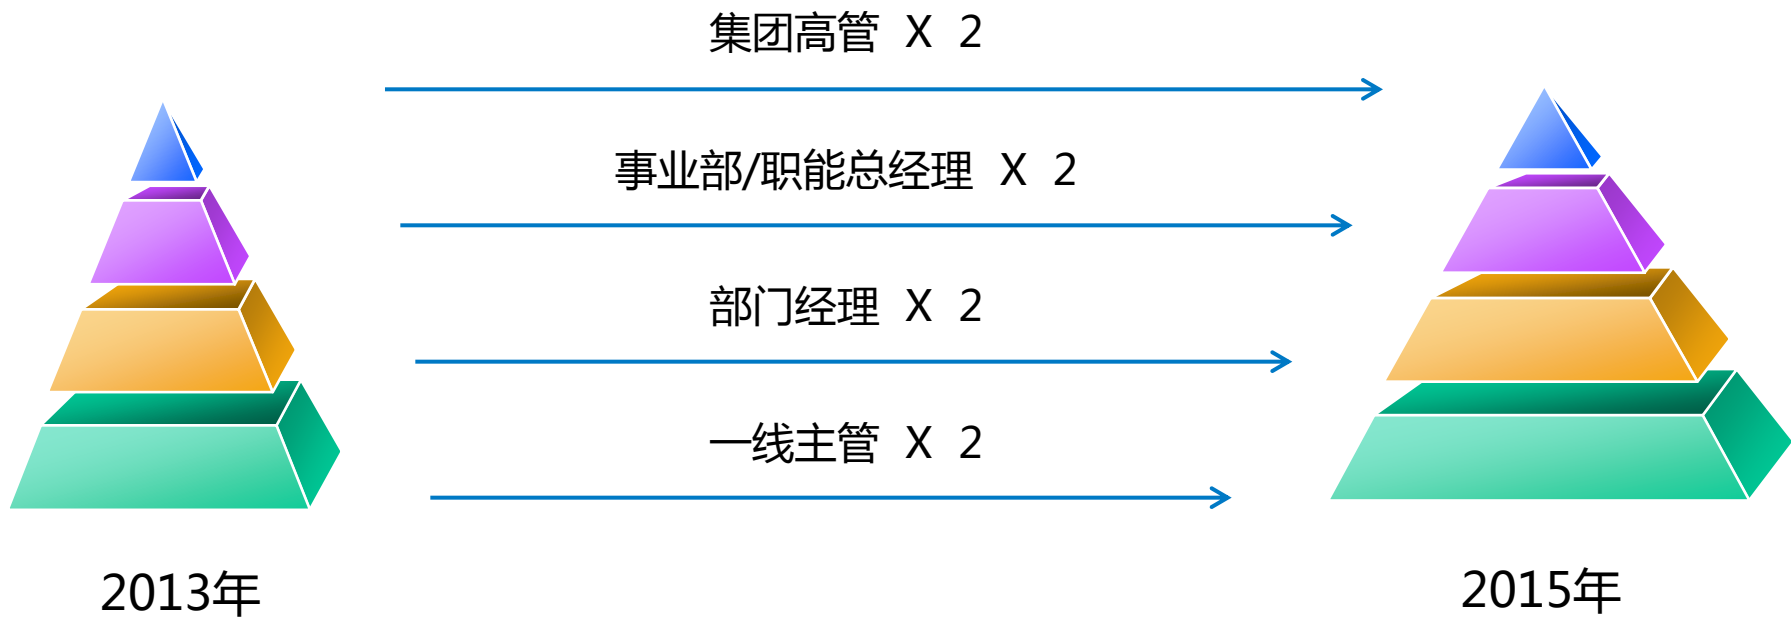 集团高管 X 2
事业部/职能总经理 X 2
部门经理 X 2
一线主管 X 2
2013年
2015年